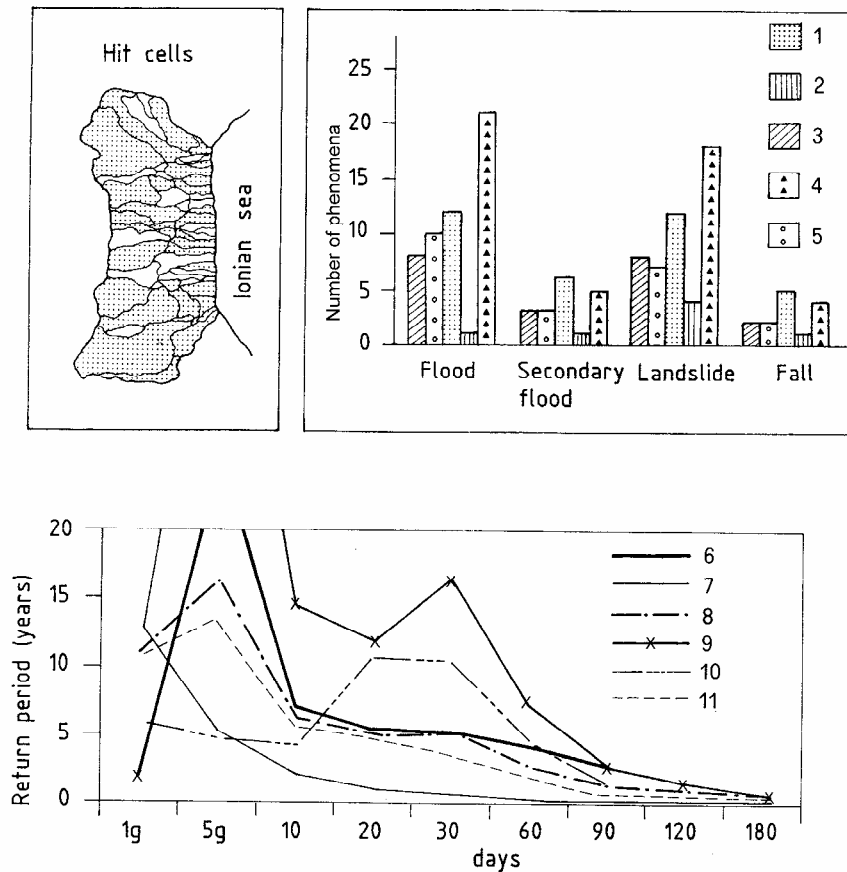 Hit cells
Ionian sea
Number of phenomena
25
20
15
10
5
0
Flood
Secondary
flood
Landslide
Fall
1
2
3
4
5
Return period (years)
20
15
10
5
0
1g
5g
10
20
30
60
90
120
180
days
6
7
8
9
10
11